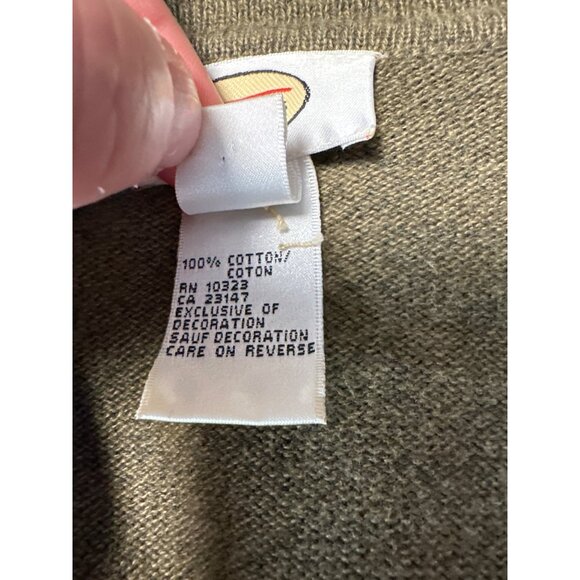 100% COTTON/
COTON
RN 10323
CA 23147
EXCLUSIVE OF
DECORATION
SAUF DECORATION
CARE ON REVERSE